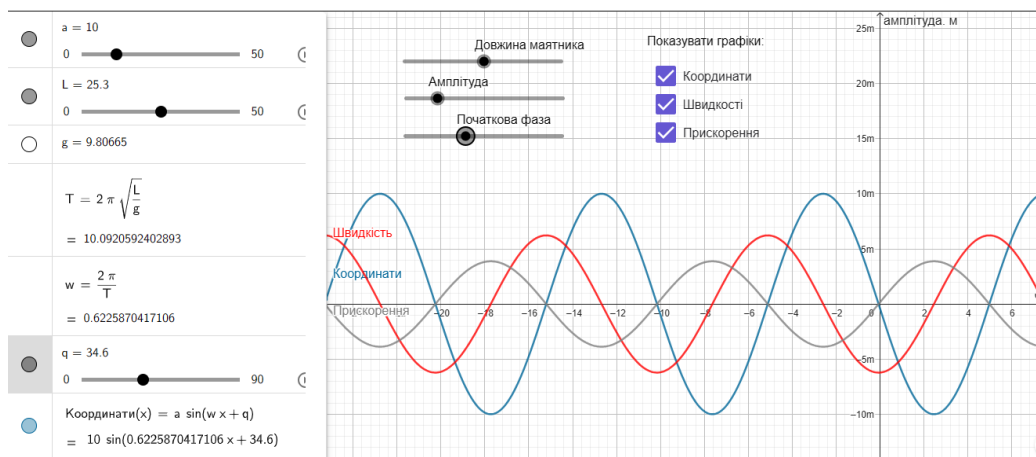 a = 10
0 50
L = 25.3
0 50
g = 9.80665
T = 2 π √(L/g)
= 10.0920592402893
w = 2 π / T
= 0.6225870417106
q = 34.6
0 90
Координати(x) = a sin(w x + q)
= 10 sin(0.6225870417106 x + 34.6)
Довжина маятника
Амплітуда
Початкова фаза
Показувати графіки:
Координати
Швидкості
Прискорення
амплітуда. м
25m
20m
15m
10m
5m
Швидкість
Координати
Прискорення
−20 −18 −16 −14 −12 −10 −8 −6 −4 −2 0 2 4 6
−5m
−10m